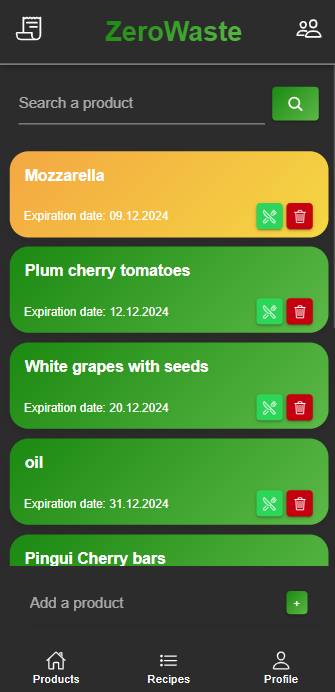 ZeroWaste
Search a product
Mozzarella
Expiration date: 09.12.2024
Plum cherry tomatoes
Expiration date: 12.12.2024
White grapes with seeds
Expiration date: 20.12.2024
oil
Expiration date: 31.12.2024
Pingui Cherry bars
Add a product
+
Products Recipes Profile